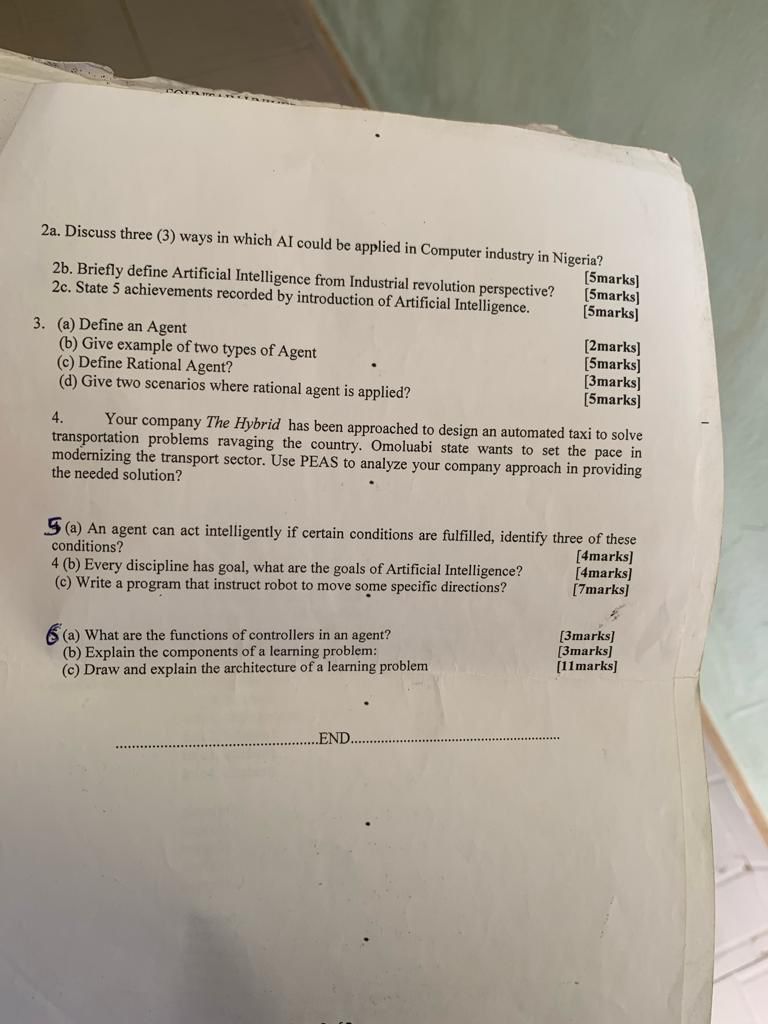 2a. Discuss three (3) ways in which AI could be applied in Computer industry in Nigeria?
[5marks]
2b. Briefly define Artificial Intelligence from Industrial revolution perspective? [5marks]
2c. State 5 achievements recorded by introduction of Artificial Intelligence. [5marks]
3. (a) Define an Agent [2marks]
(b) Give example of two types of Agent [5marks]
(c) Define Rational Agent? [3marks]
(d) Give two scenarios where rational agent is applied? [5marks]
4. Your company The Hybrid has been approached to design an automated taxi to solve
transportation problems ravaging the country. Omoluabi state wants to set the pace in
modernizing the transport sector. Use PEAS to analyze your company approach in providing
the needed solution?
5 (a) An agent can act intelligently if certain conditions are fulfilled, identify three of these
conditions? [4marks]
4 (b) Every discipline has goal, what are the goals of Artificial Intelligence? [4marks]
(c) Write a program that instruct robot to move some specific directions? [7marks]
6 (a) What are the functions of controllers in an agent? [3marks]
(b) Explain the components of a learning problem: [3marks]
(c) Draw and explain the architecture of a learning problem [11marks]
..................................................END....................................................